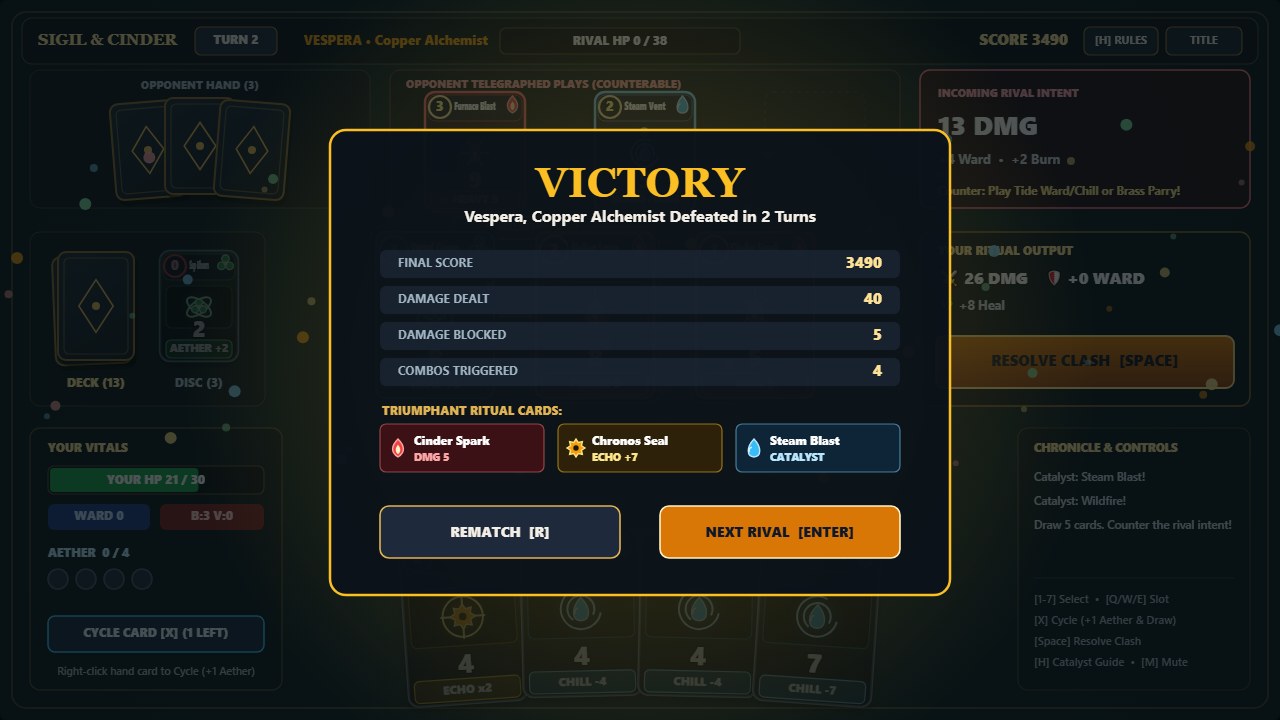 SIGIL & CINDER
TURN 2
VESPERA • Copper Alchemist
RIVAL HP 0 / 38
SCORE 3490
[H] RULES
TITLE
OPPONENT HAND (3)
OPPONENT TELEGRAPHED PLAYS (COUNTERABLE)
3 Furnace Blast
2 Steam Vent
INCOMING RIVAL INTENT
13 DMG
Ward • +2 Burn
Counter: Play Tide Ward/Chill or Brass Parry!
VICTORY
Vespera, Copper Alchemist Defeated in 2 Turns
FINAL SCORE 3490
DAMAGE DEALT 40
DAMAGE BLOCKED 5
COMBOS TRIGGERED 4
TRIUMPHANT RITUAL CARDS:
Cinder Spark
DMG 5
Chronos Seal
ECHO +7
Steam Blast
CATALYST
REMATCH [R]
NEXT RIVAL [ENTER]
YOUR RITUAL OUTPUT
26 DMG
+0 WARD
+8 Heal
RESOLVE CLASH [SPACE]
0
2
AETHER +2
DECK (13)
DISC (3)
YOUR VITALS
YOUR HP 21 / 30
WARD 0
B:3 V:0
AETHER 0 / 4
CYCLE CARD [X] (1 LEFT)
Right-click hand card to Cycle (+1 Aether)
4
ECHO x2
4
CHILL -4
4
CHILL -4
7
CHILL -7
CHRONICLE & CONTROLS
Catalyst: Steam Blast!
Catalyst: Wildfire!
Draw 5 cards. Counter the rival intent!
[1-7] Select • [Q/W/E] Slot
[X] Cycle (+1 Aether & Draw)
[Space] Resolve Clash
[H] Catalyst Guide • [M] Mute